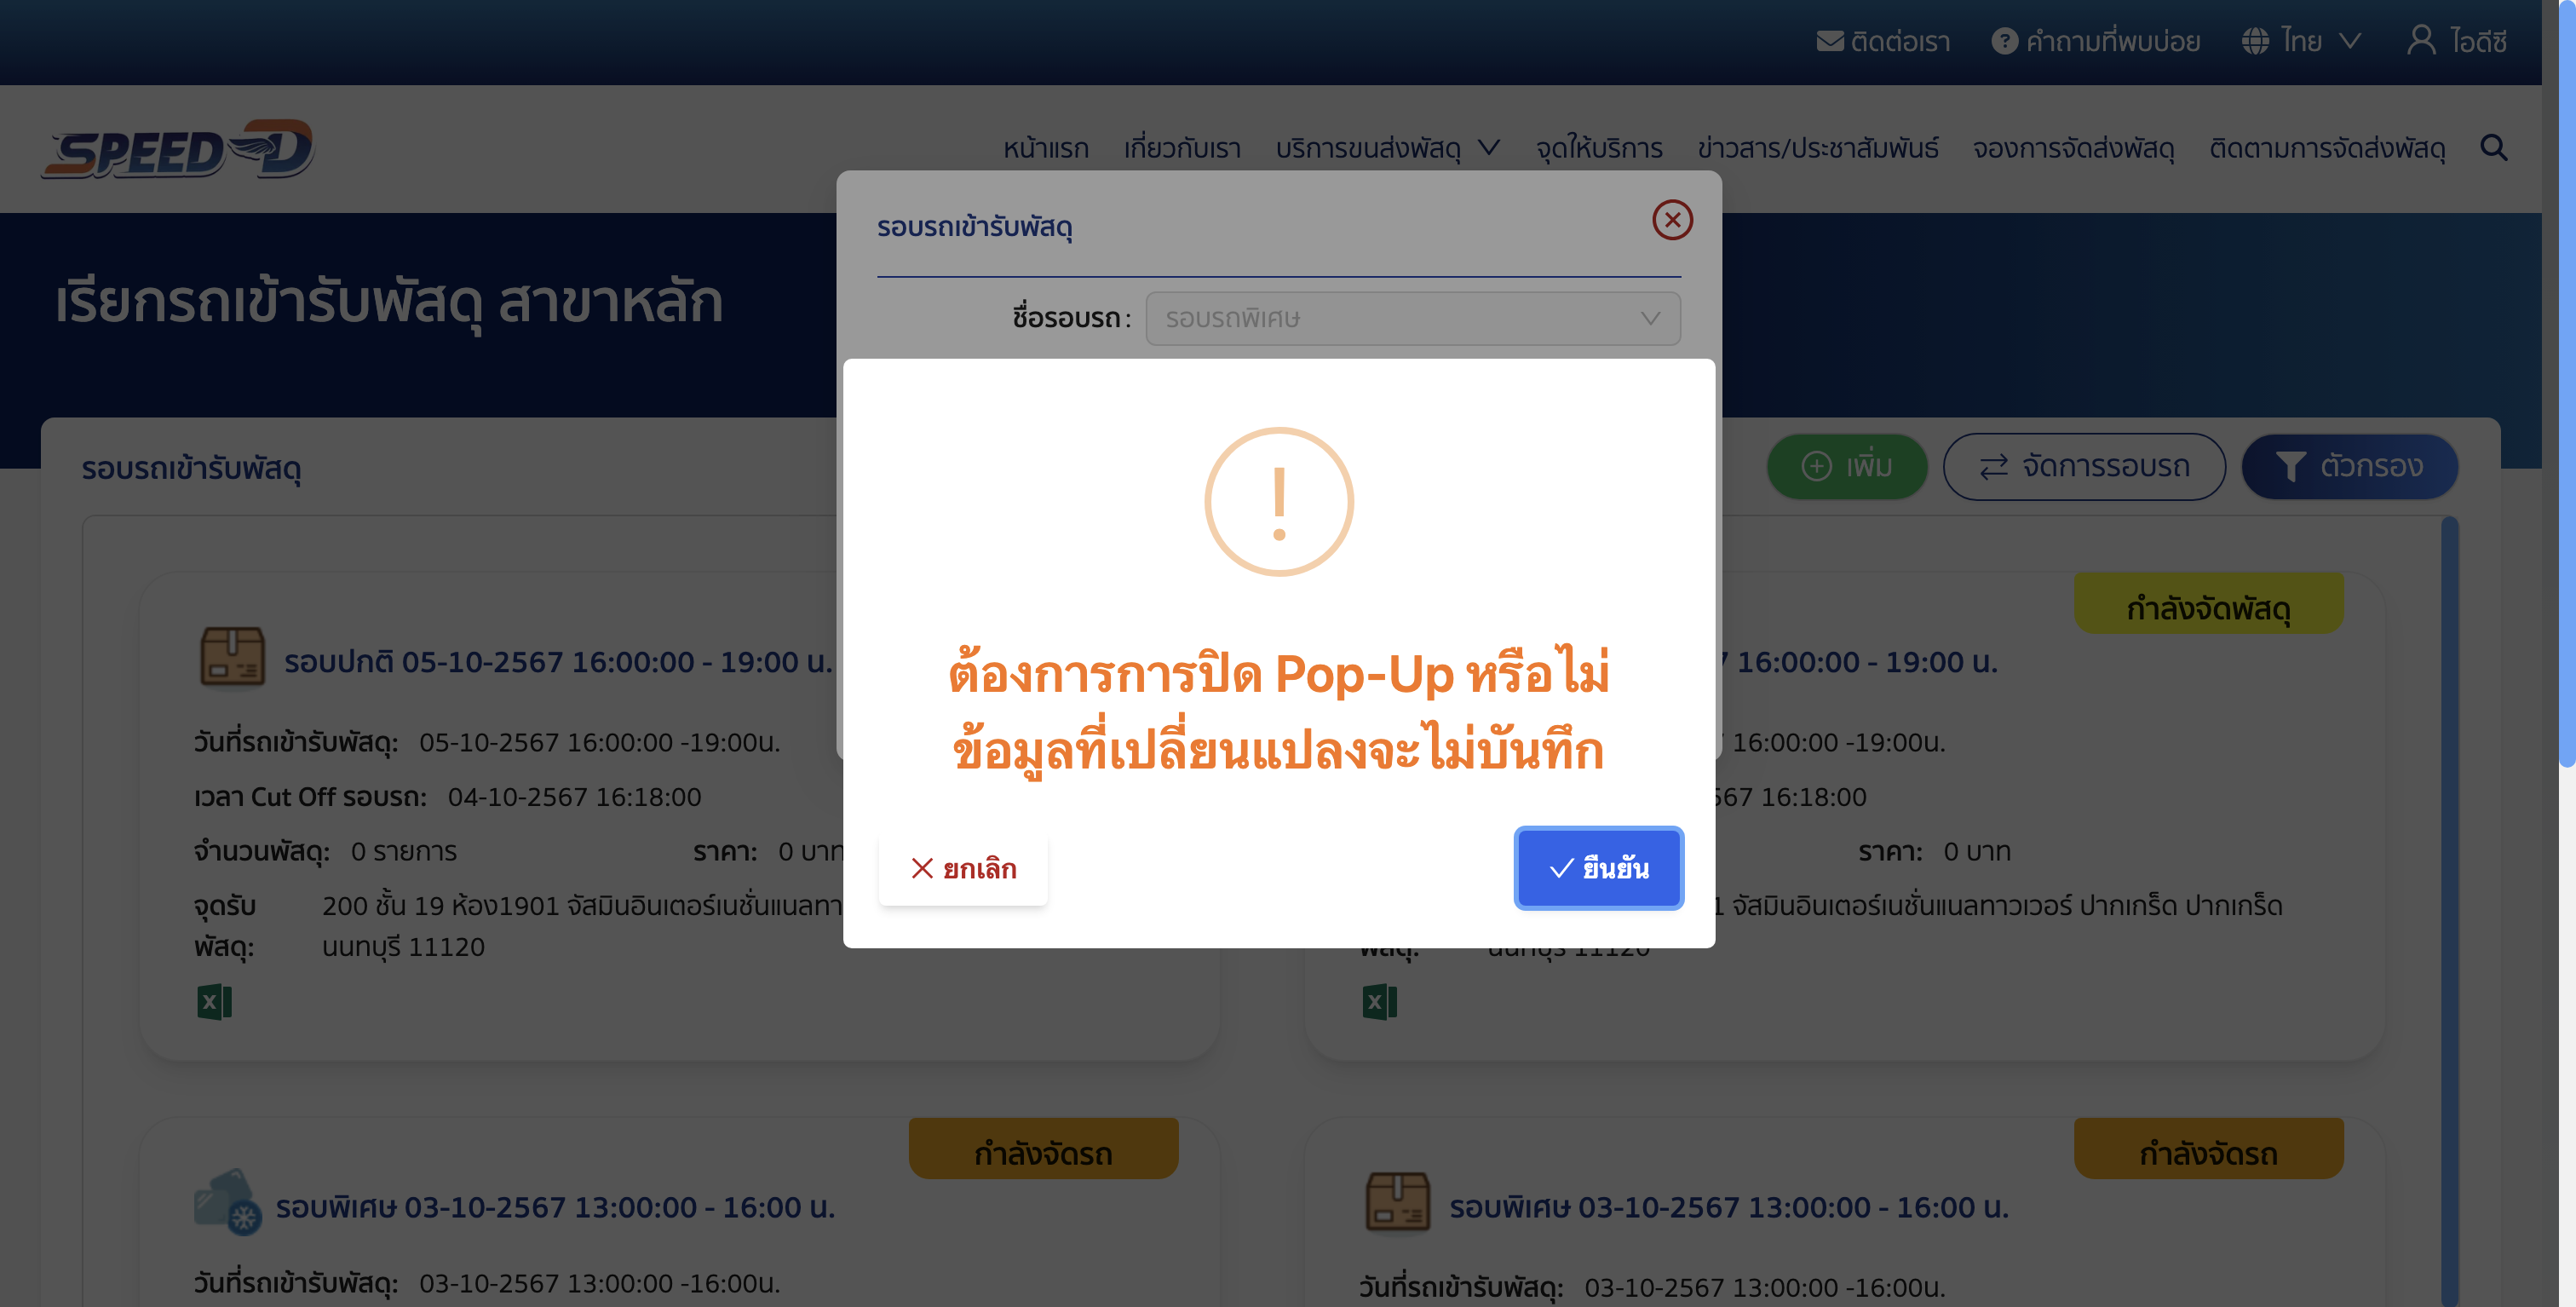 ติดต่อเรา
คำถามที่พบบ่อย
ไทย
ไอดีซี
SPEED-D
หน้าแรก
เกี่ยวกับเรา
บริการขนส่งพัสดุ
จุดให้บริการ
ข่าวสาร/ประชาสัมพันธ์
จองการจัดส่งพัสดุ
ติดตามการจัดส่งพัสดุ
เรียกรถเข้ารับพัสดุ สาขาหลัก
รอบรถเข้ารับพัสดุ
ชื่อรอบรถ :
รอบรถพิเศษ
ต้องการการปิด Pop-Up หรือไม่
ข้อมูลที่เปลี่ยนแปลงจะไม่บันทึก
ยกเลิก
ยืนยัน
รอบรถเข้ารับพัสดุ
เพิ่ม
จัดการรอบรถ
ตัวกรอง
รอบปกติ 05-10-2567 16:00:00 - 19:00 น.
วันที่รถเข้ารับพัสดุ: 05-10-2567 16:00:00 -19:00น.
เวลา Cut Off รอบรถ: 04-10-2567 16:18:00
จำนวนพัสดุ: 0 รายการ
ราคา: 0 บาท
จุดรับ
พัสดุ:
200 ชั้น 19 ห้อง1901 จัสมินอินเตอร์เนชั่นแนลทา
นนทบุรี 11120
กำลังจัดพัสดุ
16:00:00 - 19:00 น.
16:00:00 -19:00น.
567 16:18:00
ราคา: 0 บาท
1 จัสมินอินเตอร์เนชั่นแนลทาวเวอร์ ปากเกร็ด ปากเกร็ด
พัสดุ:
นนทบุรี 11120
กำลังจัดรถ
รอบพิเศษ 03-10-2567 13:00:00 - 16:00 น.
วันที่รถเข้ารับพัสดุ: 03-10-2567 13:00:00 -16:00น.
กำลังจัดรถ
รอบพิเศษ 03-10-2567 13:00:00 - 16:00 น.
วันที่รถเข้ารับพัสดุ: 03-10-2567 13:00:00 -16:00น.